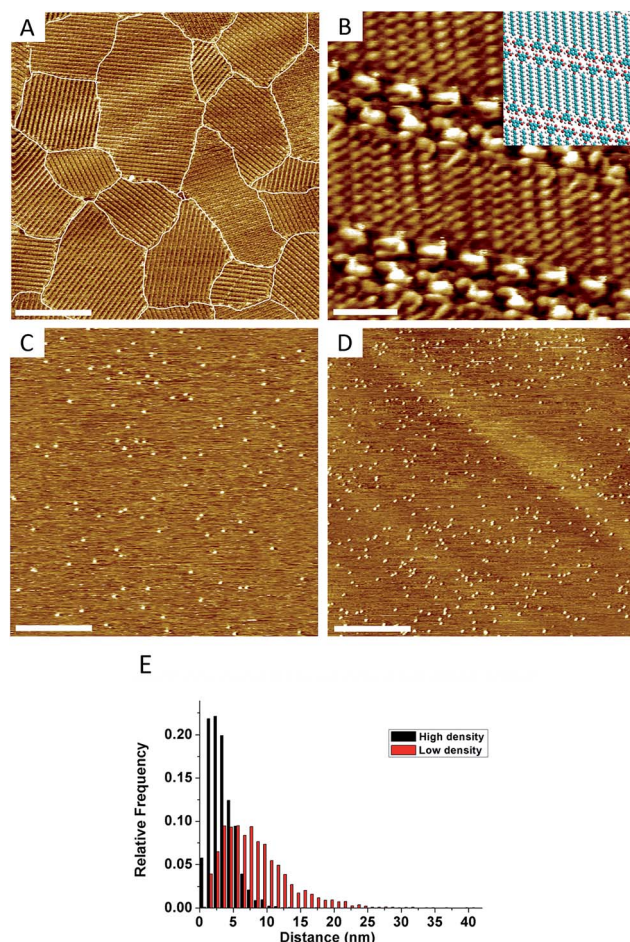 A
B
C
D
E
0.20
0.15
0.10
0.05
0.00
Relative Frequency
High density
Low density
0 5 10 15 20 25 30 35 40
Distance (nm)